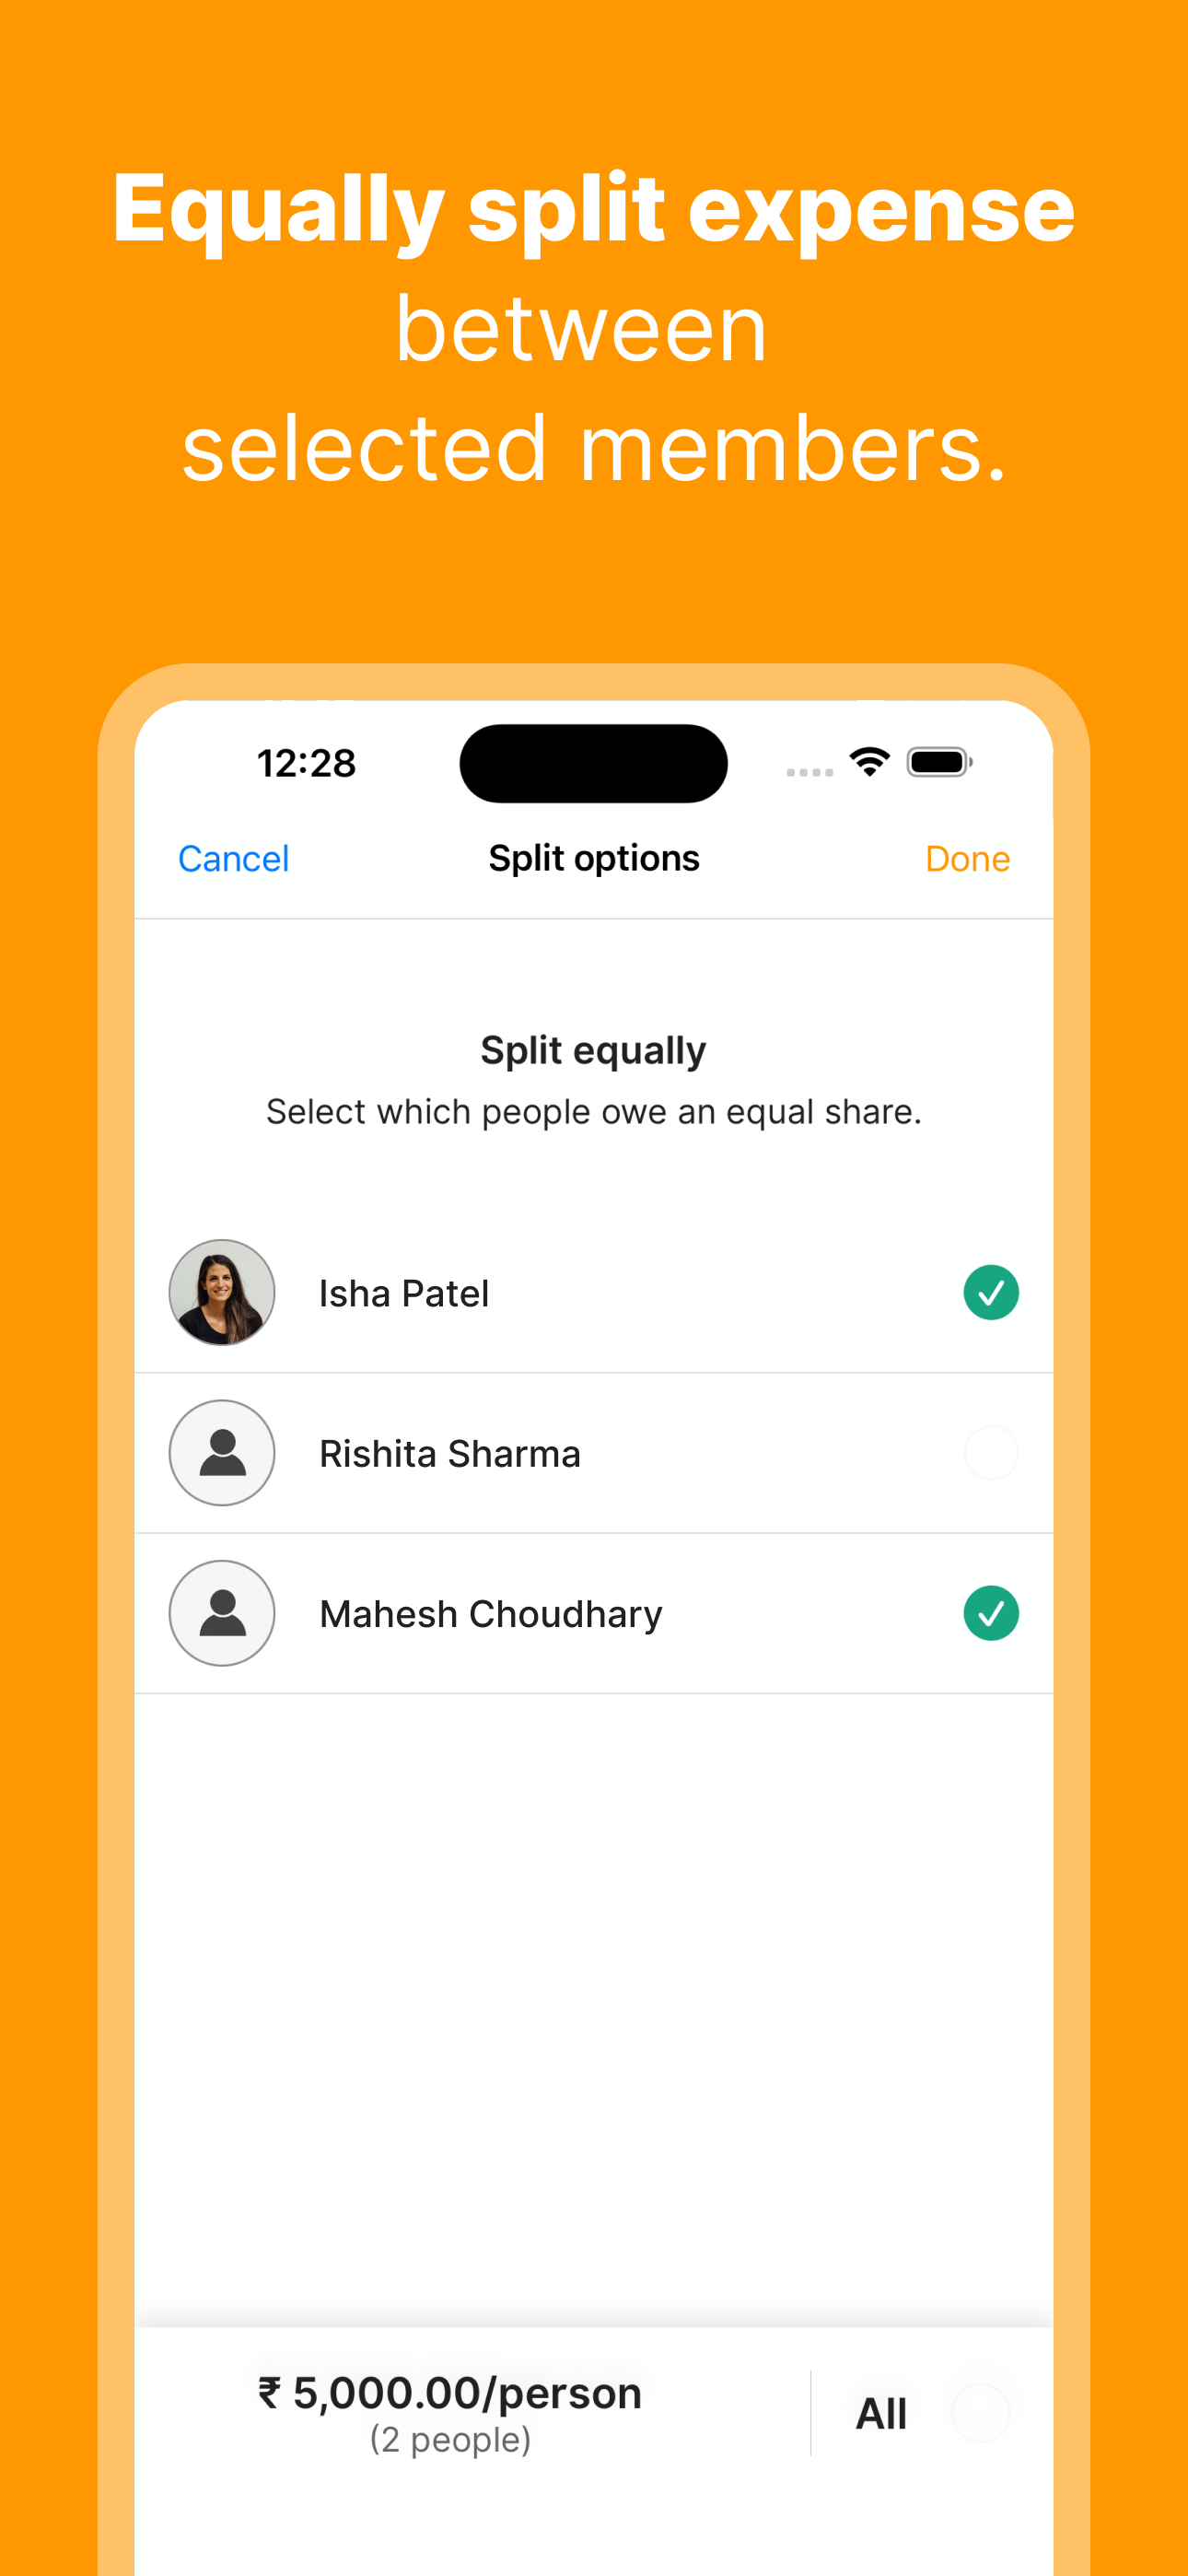 Equally split expense
between
selected members.
12:28
Cancel
Split options
Done
Split equally
Select which people owe an equal share.
Isha Patel
Rishita Sharma
Mahesh Choudhary
₹ 5,000.00/person
(2 people)
All